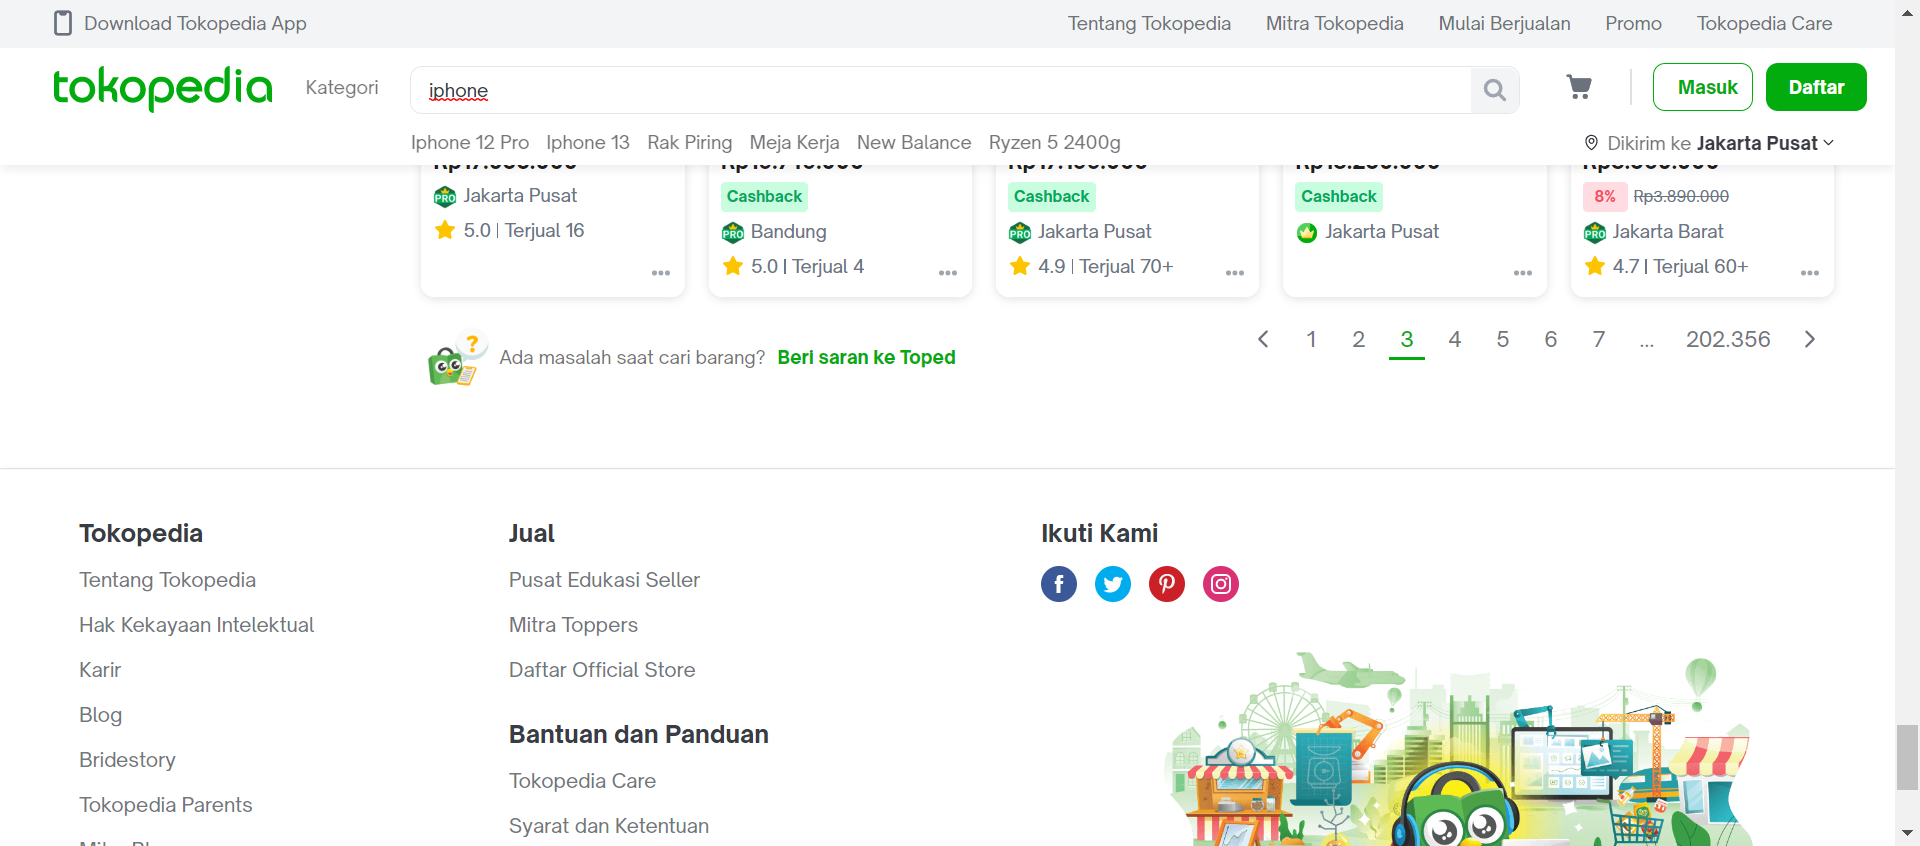 Download Tokopedia App
Tentang Tokopedia Mitra Tokopedia Mulai Berjualan Promo Tokopedia Care
tokopedia Kategori iphone Masuk Daftar
Iphone 12 Pro Iphone 13 Rak Piring Meja Kerja New Balance Ryzen 5 2400g
Dikirim ke Jakarta Pusat
PRO Jakarta Pusat
5.0 | Terjual 16
Cashback
PRO Bandung
5.0 | Terjual 4
Cashback
PRO Jakarta Pusat
4.9 | Terjual 70+
Cashback
Jakarta Pusat
8% Rp3.890.000
PRO Jakarta Barat
4.7 | Terjual 60+
Ada masalah saat cari barang? Beri saran ke Toped
1 2 3 4 5 6 7 ... 202.356
Tokopedia
Tentang Tokopedia
Hak Kekayaan Intelektual
Karir
Blog
Bridestory
Tokopedia Parents
Jual
Pusat Edukasi Seller
Mitra Toppers
Daftar Official Store
Bantuan dan Panduan
Tokopedia Care
Syarat dan Ketentuan
Ikuti Kami